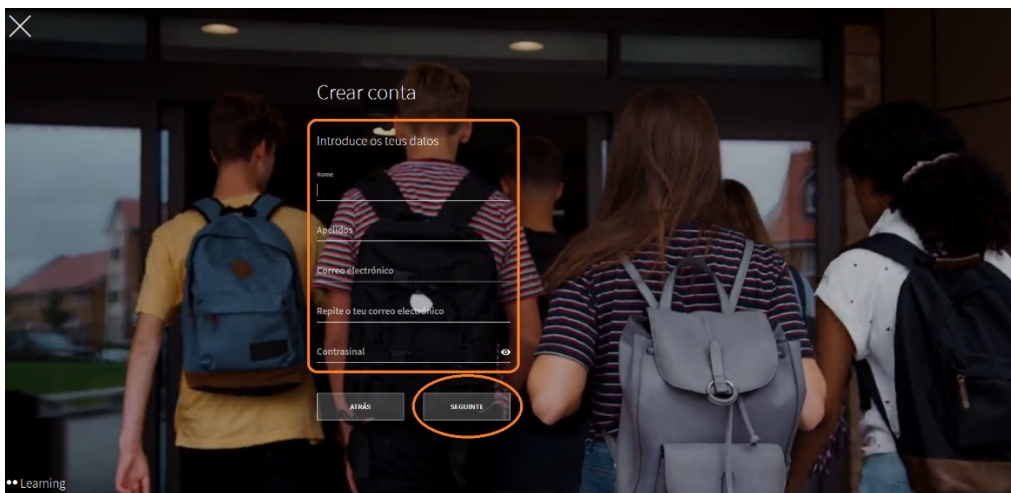 Crear conta
Introduce os teus datos
Nome
Apelidos
Correo electrónico
Repite o teu correo electrónico
Contrasinal
ATRÁS
SEGUINTE
•• Learning